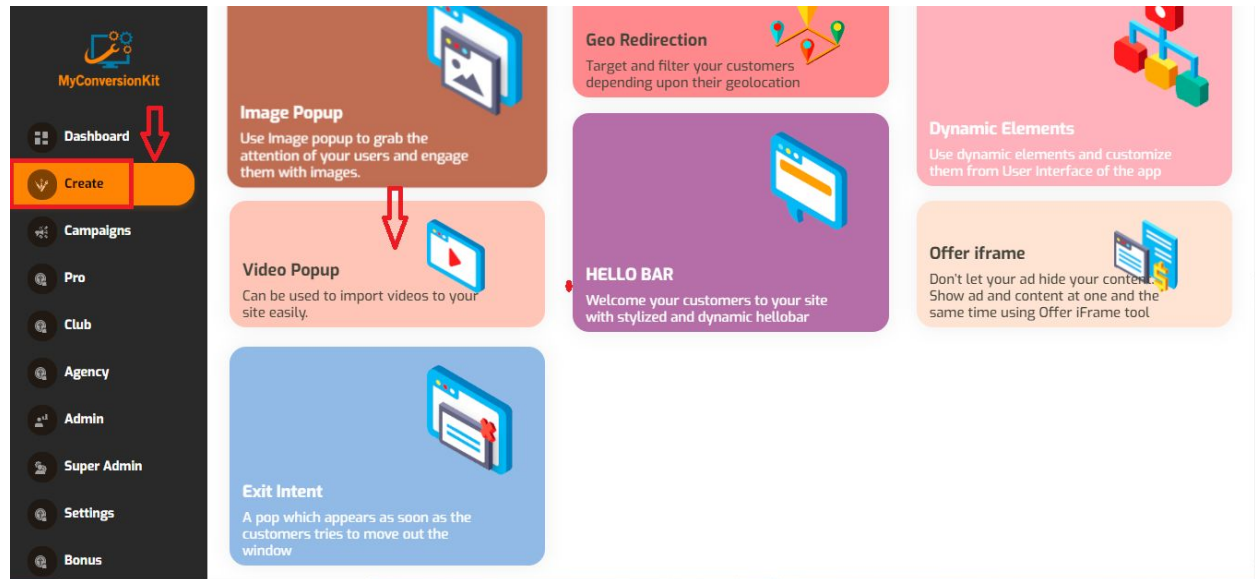 MyConversionKit
Dashboard
Create
Campaigns
Pro
Club
Agency
Admin
Super Admin
Settings
Bonus
Image Popup
Use Image popup to grab the
attention of your users and engage
them with images.
Video Popup
Can be used to import videos to your
site easily.
Exit Intent
A pop which appears as soon as the
customers tries to move out the
window
Geo Redirection
Target and filter your customers
depending upon their geolocation
HELLO BAR
Welcome your customers to your site
with stylized and dynamic hellobar
Dynamic Elements
Use dynamic elements and customize
them from User Interface of the app
Offer iframe
Don't let your ad hide your content.
Show ad and content at one and the
same time using Offer iFrame tool